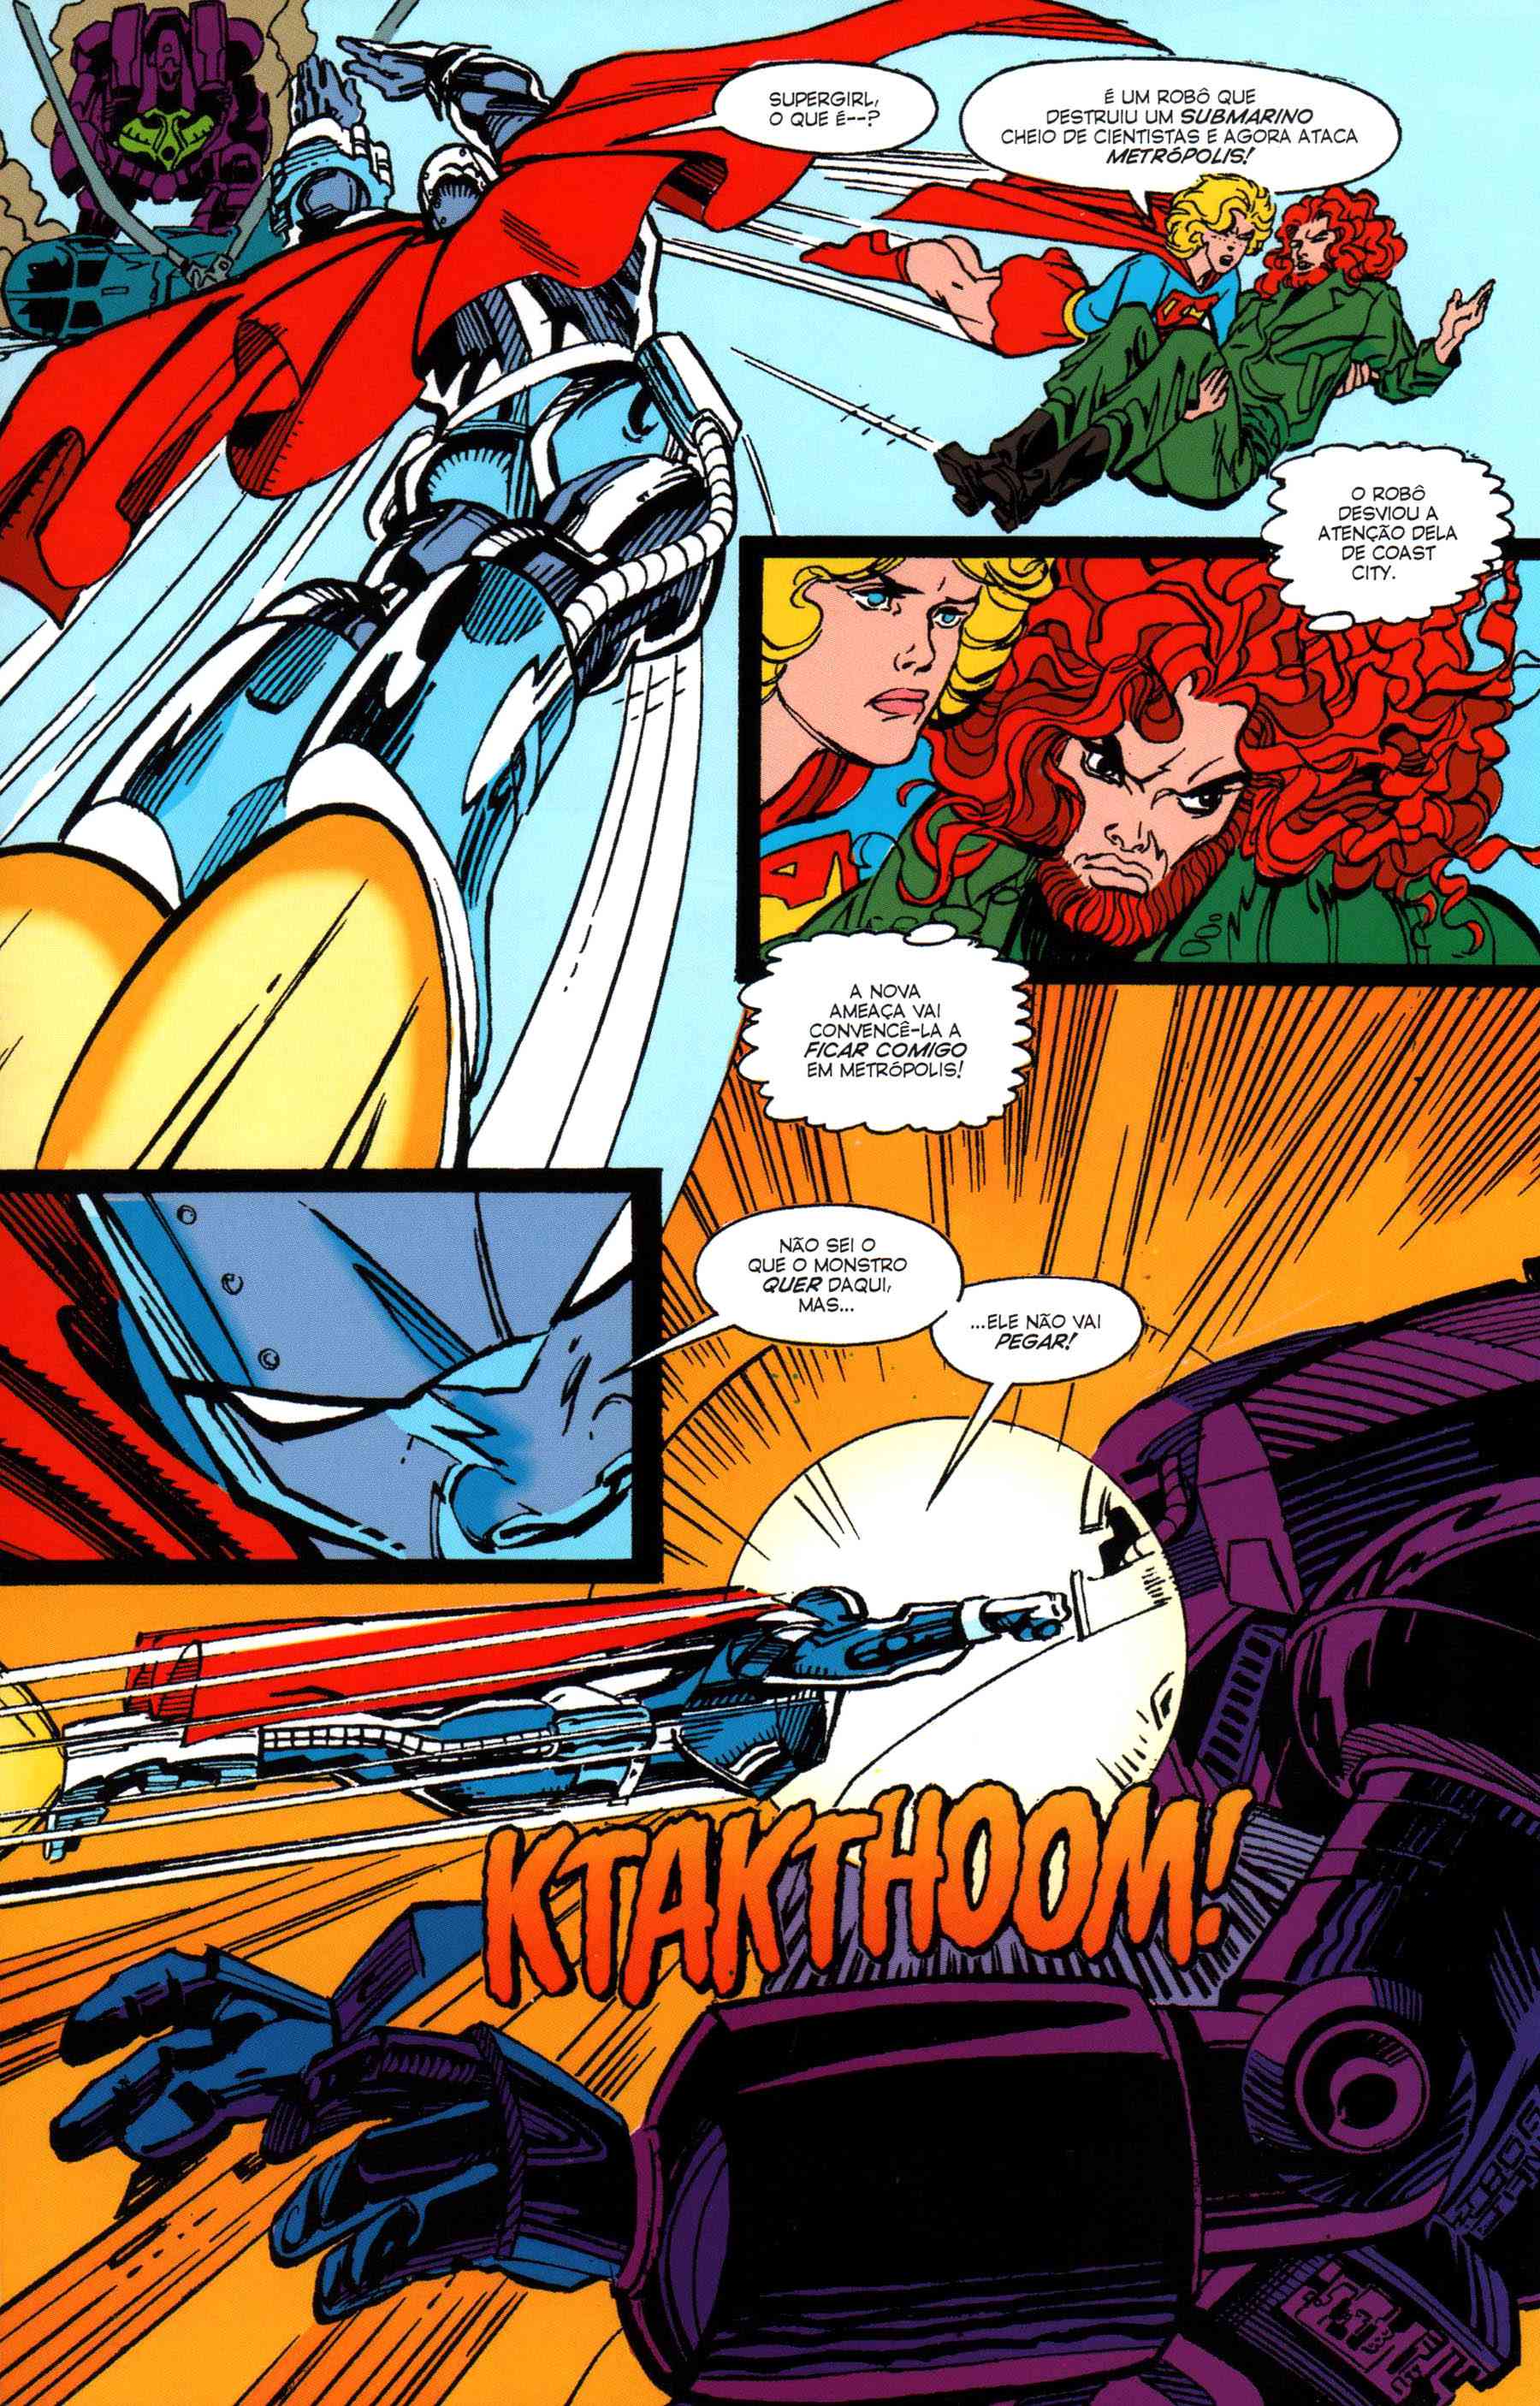 SUPERGIRL,
O QUE É--?
É UM ROBÔ QUE
DESTRUIU UM SUBMARINO
CHEIO DE CIENTISTAS E AGORA ATACA
METRÓPOLIS!
O ROBÔ
DESVIOU A
ATENÇÃO DELA
DE COAST
CITY.
A NOVA
AMEAÇA VAI
CONVENCÊ-LA A
FICAR COMIGO
EM METRÓPOLIS!
NÃO SEI O
QUE O MONSTRO
QUER DAQUI,
MAS...
...ELE NÃO VAI
PEGAR!
KTAKTHOOM!